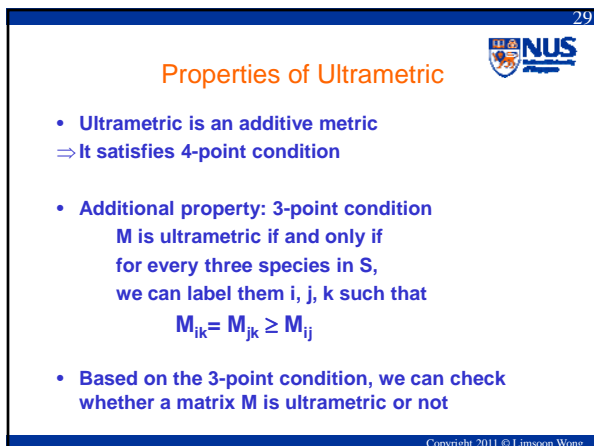 29
NUS
Properties of Ultrametric
• Ultrametric is an additive metric
⇒ It satisfies 4-point condition
• Additional property: 3-point condition
M is ultrametric if and only if
for every three species in S,
we can label them i, j, k such that
Mik= Mjk ≥ Mij
• Based on the 3-point condition, we can check
whether a matrix M is ultrametric or not
Copyright 2011 © Limsoon Wong